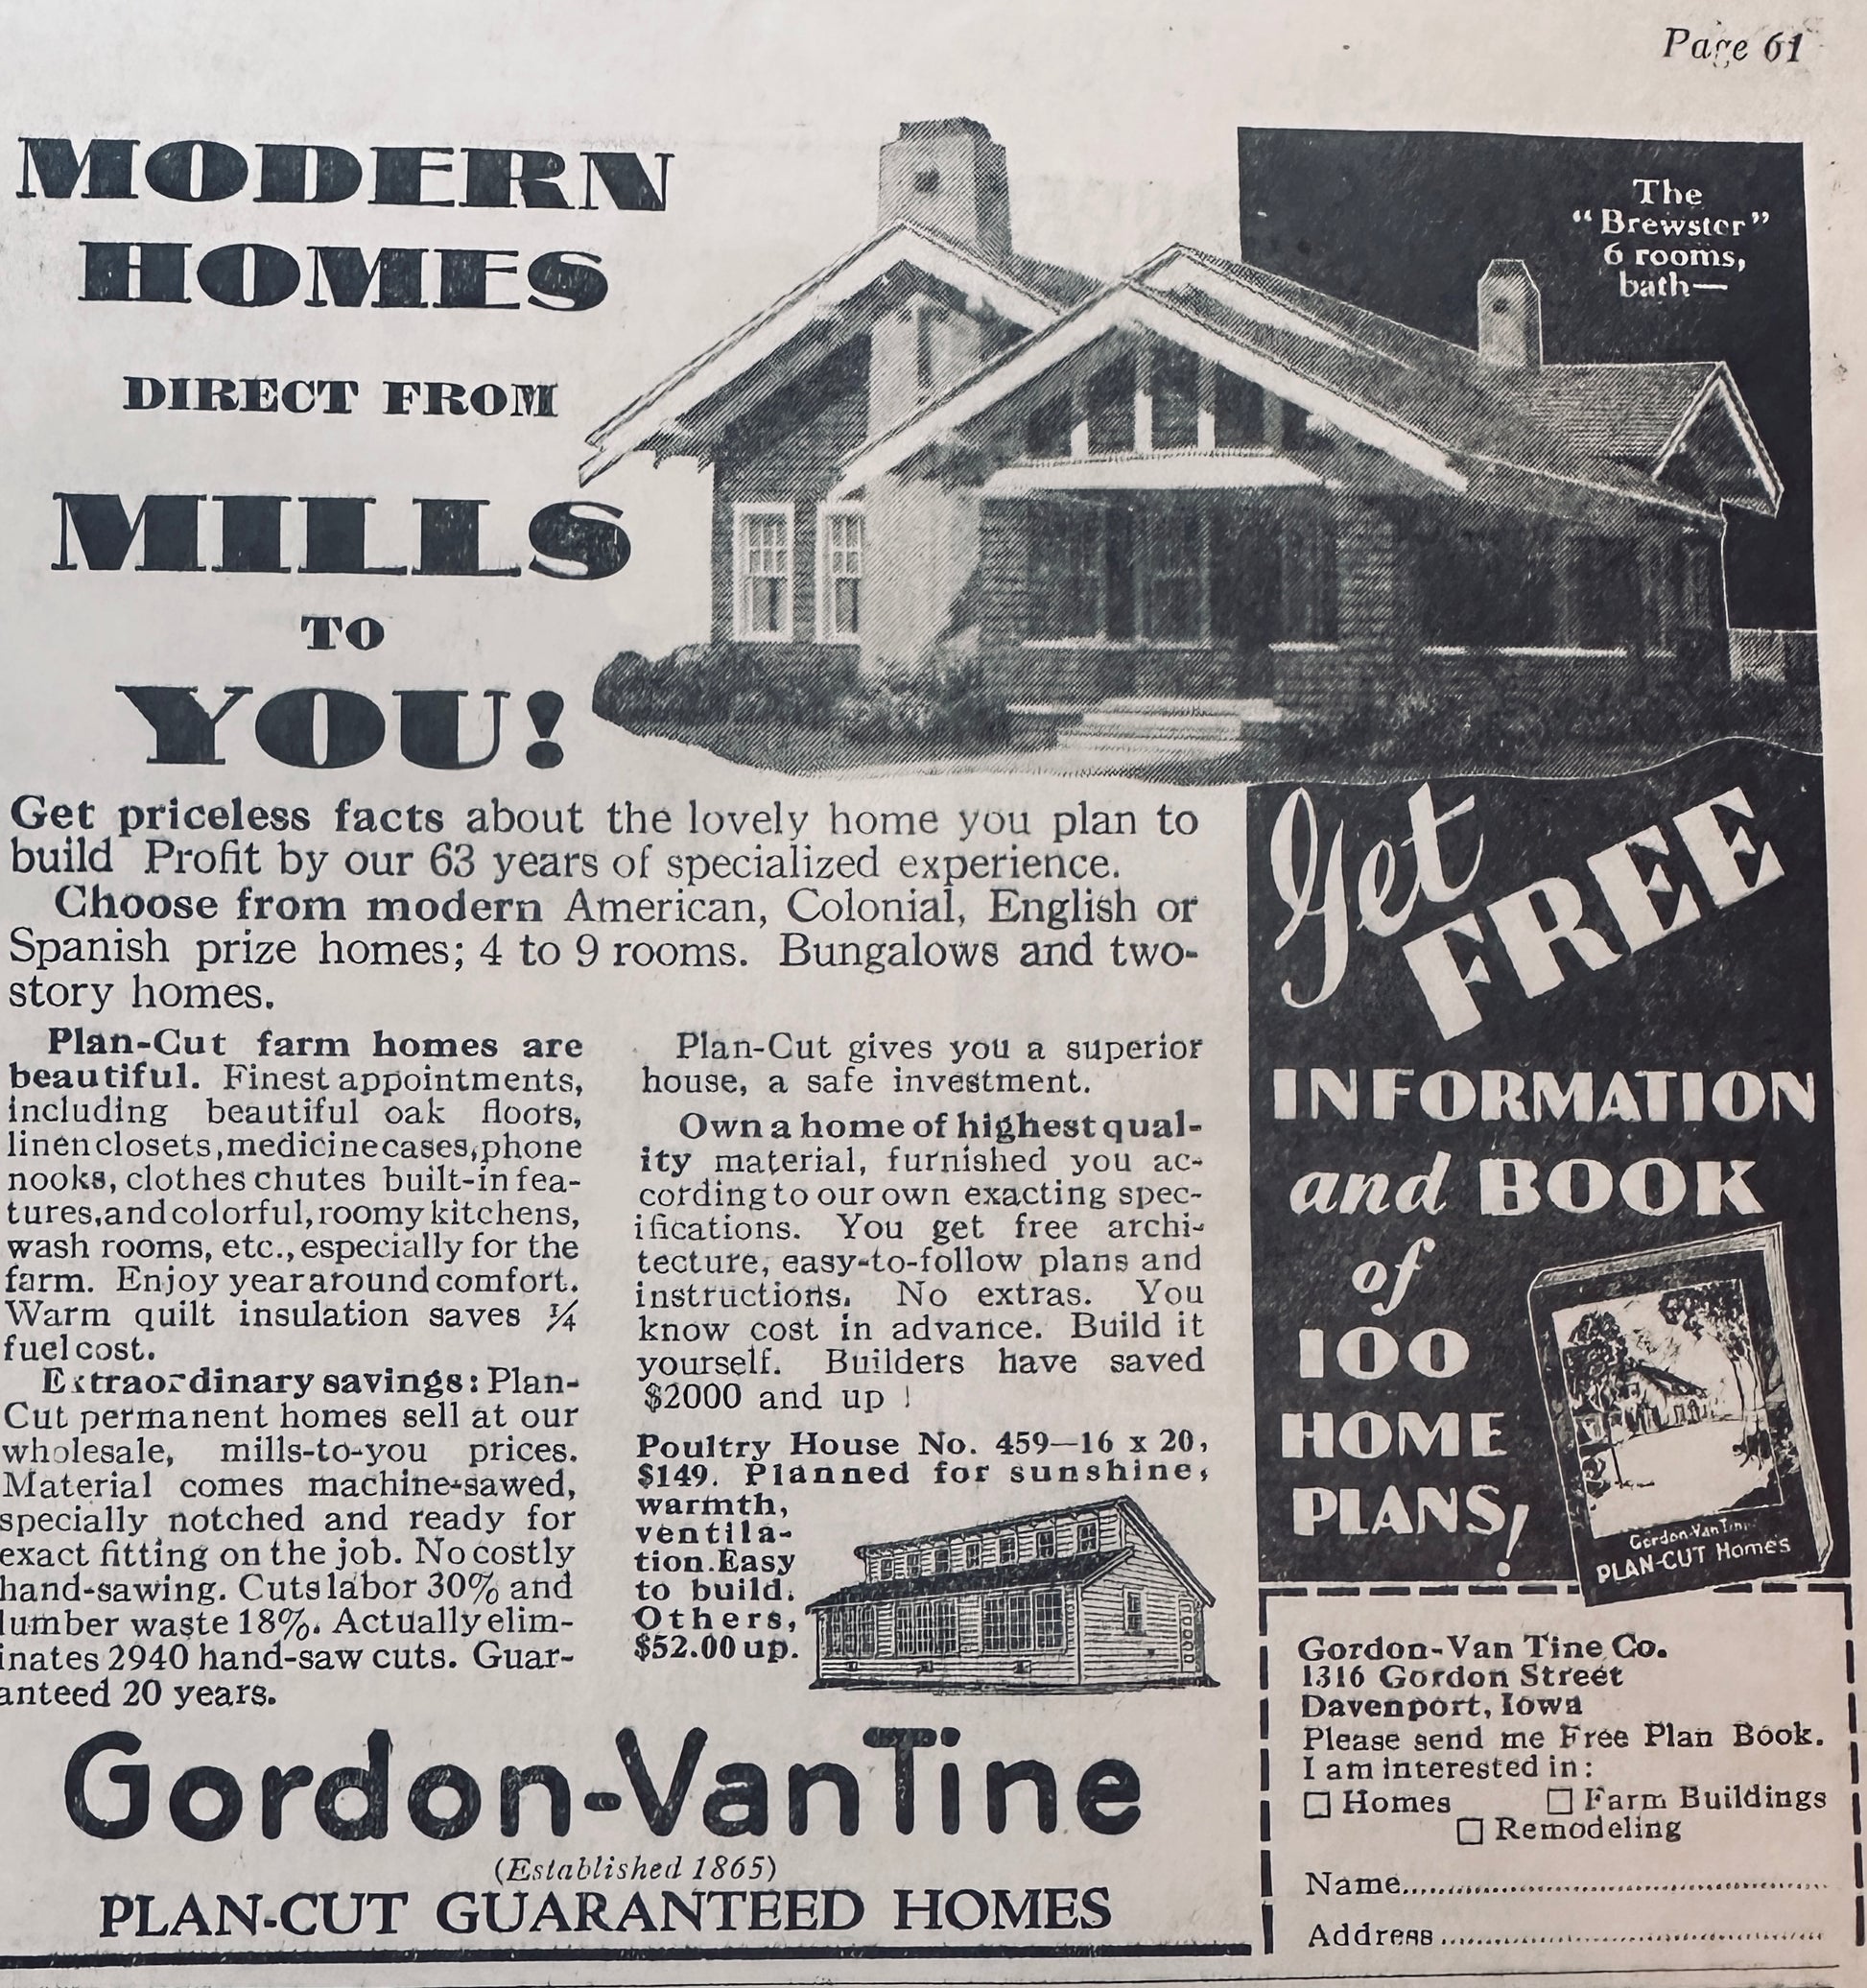 Page 61
MODERN
HOMES
DIRECT FROM
MILLS
TO
YOU!
The
"Brewster"
6 rooms,
bath—
Get priceless facts about the lovely home you plan to
build Profit by our 63 years of specialized experience.
Choose from modern American, Colonial, English or
Spanish prize homes; 4 to 9 rooms. Bungalows and two-
story homes.
Plan-Cut farm homes are
beautiful. Finest appointments,
including beautiful oak floors,
linen closets, medicine cases, phone
nooks, clothes chutes built-in fea-
tures, and colorful, roomy kitchens,
wash rooms, etc., especially for the
farm. Enjoy year around comfort.
Warm quilt insulation saves ¼
fuel cost.
Extraordinary savings: Plan-
Cut permanent homes sell at our
wholesale, mills-to-you prices.
Material comes machine-sawed,
specially notched and ready for
exact fitting on the job. No costly
hand-sawing. Cuts labor 30% and
lumber waste 18%. Actually elim-
inates 2940 hand-saw cuts. Guar-
anteed 20 years.
Plan-Cut gives you a superior
house, a safe investment.
Own a home of highest qual-
ity material, furnished you ac-
cording to our own exacting spec-
ifications. You get free archi-
tecture, easy-to-follow plans and
instructions. No extras. You
know cost in advance. Build it
yourself. Builders have saved
$2000 and up!
Poultry House No. 459—16 x 20,
$149. Planned for sunshine,
warmth,
ventila-
tion. Easy
to build.
Others,
$52.00 up.
Gordon-VanTine
(Established 1865)
PLAN-CUT GUARANTEED HOMES
Get
FREE
INFORMATION
and BOOK
of
100
HOME
PLANS!
Gordon-VanTine
PLAN-CUT Homes
Gordon-Van Tine Co.
1316 Gordon Street
Davenport, Iowa
Please send me Free Plan Book.
I am interested in:
☐ Homes ☐ Farm Buildings
☐ Remodeling
Name
Address